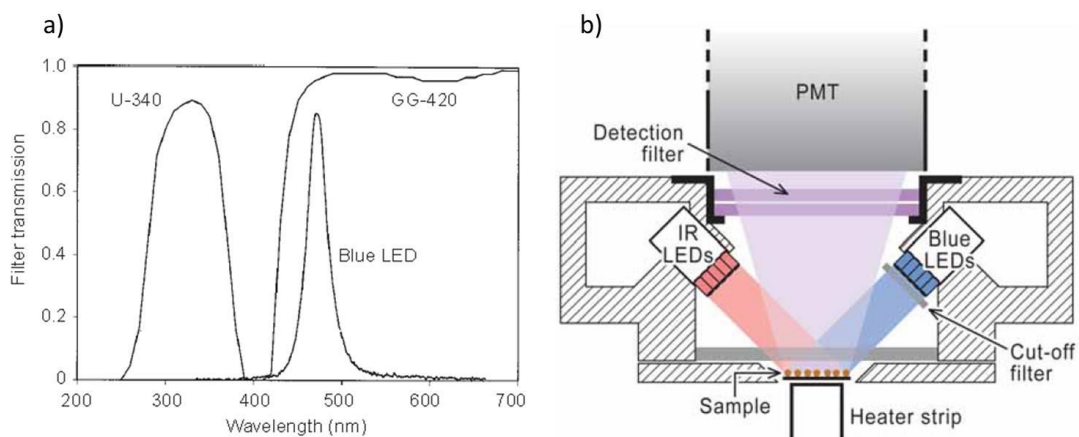 a)
b)
1.0
0.8
0.6
0.4
0.2
0
Filter transmission
U-340
GG-420
Blue LED
200
300
400
500
600
700
Wavelength (nm)
PMT
Detection
filter
IR
LEDs
Blue
LEDs
Cut-off
filter
Sample
Heater strip